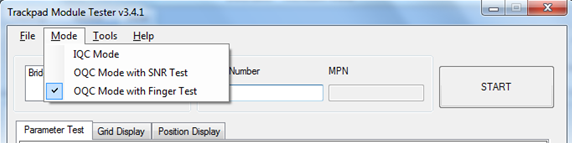 Trackpad Module Tester v3.4.1
File Mode Tools Help
IQC Mode
OQC Mode with SNR Test
OQC Mode with Finger Test
Number MPN
START
Parameter Test Grid Display Position Display